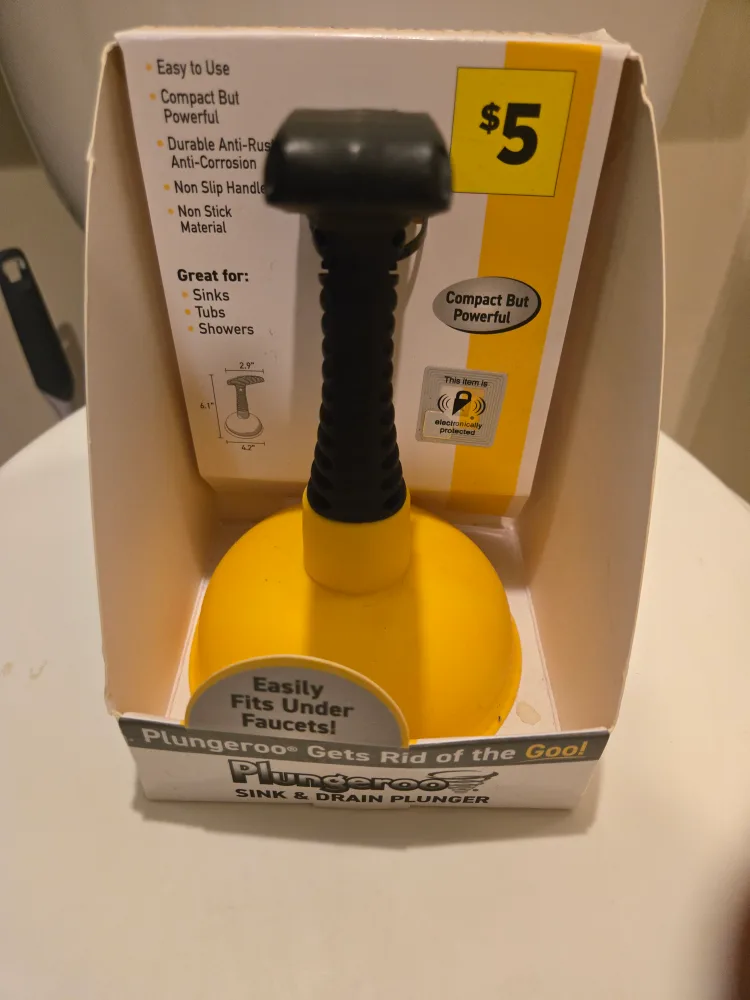 • Easy to Use
• Compact But
Powerful
• Durable Anti-Rus
Anti-Corrosion
• Non Slip Handle
• Non Stick
Material
Great for:
• Sinks
• Tubs
• Showers
2.9"
6.1"
4.2"
$5
Compact But
Powerful
This item is
electronically
protected
Easily
Fits Under
Faucets!
Plungeroo® Gets Rid of the Goo!
Plungeroo
SINK & DRAIN PLUNGER